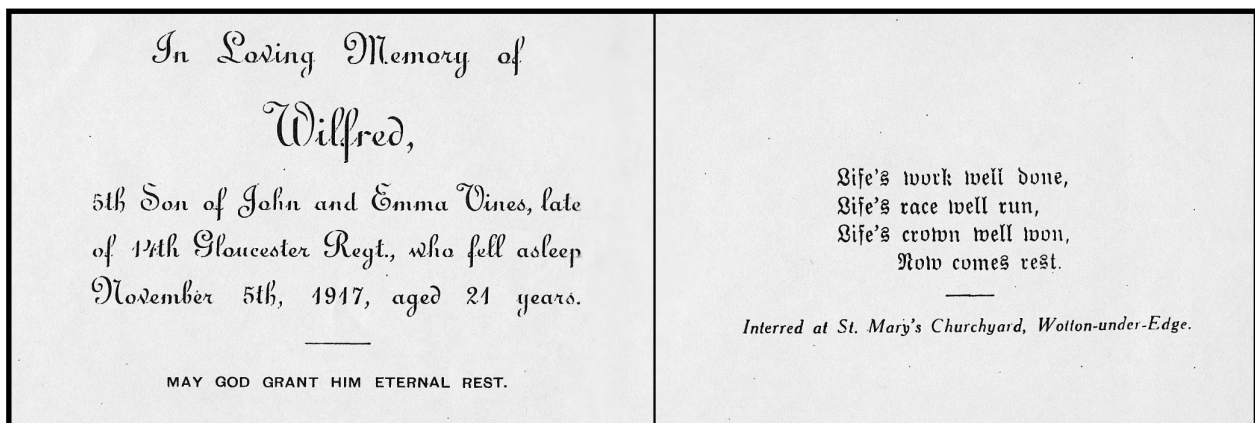 In Loving Memory of
Wilfred,
5th Son of John and Emma Vines, late
of 14th Gloucester Regt., who fell asleep
November 5th, 1917, aged 21 years.
MAY GOD GRANT HIM ETERNAL REST.
Life's work well done,
Life's race well run,
Life's crown well won,
Now comes rest.
Interred at St. Mary's Churchyard, Wotton-under-Edge.